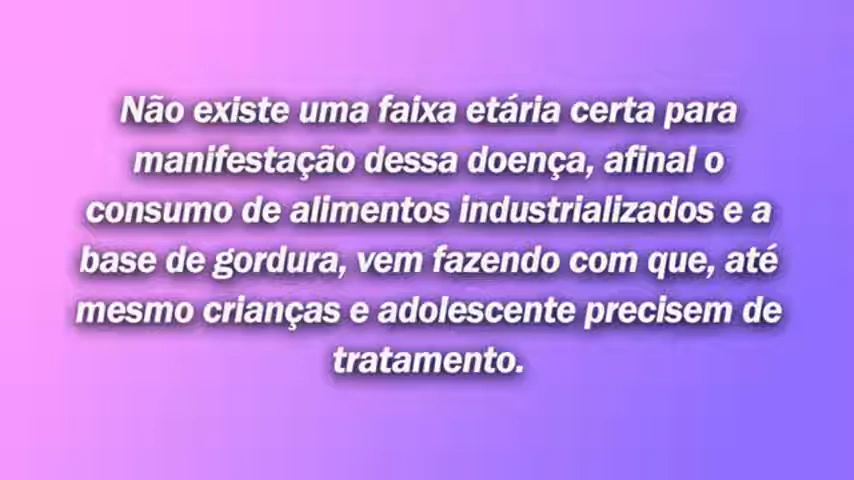 Não existe uma faixa etária certa para
manifestação dessa doença, afinal o
consumo de alimentos industrializados e a
base de gordura, vem fazendo com que, até
mesmo crianças e adolescente precisem de
tratamento.